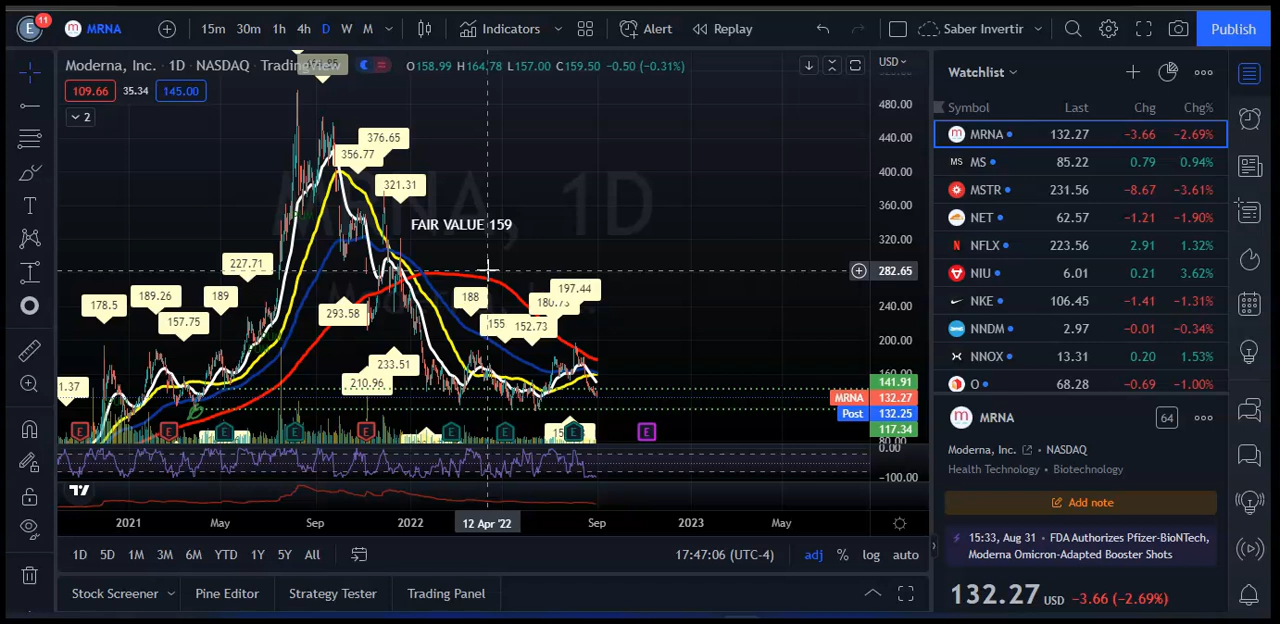 E 11 MRNA 15m 30m 1h 4h D W M Indicators Alert Replay Saber Invertir Publish
Moderna, Inc. • 1D • NASDAQ • TradingView O158.99 H164.78 L157.00 C159.50 -0.50 (-0.31%) USD
109.66 35.34 145.00
2
MRNA, 1D
480.00
440.00
400.00
360.00
320.00
282.65
240.00
200.00
160.00
141.91
MRNA 132.27
Post 132.25
117.34
80.00
0.00
-100.00
376.65
356.77
321.31
FAIR VALUE 159
227.71
178.5
189.26
189
157.75
293.58
188
197.44
180.73
155
152.73
233.51
210.96
1.37
E E E E E E E E E
2021 May Sep 2022 12 Apr '22 Sep 2023 May
1D 5D 1M 3M 6M YTD 1Y 5Y All 17:47:06 (UTC-4) adj % log auto
Stock Screener Pine Editor Strategy Tester Trading Panel
Watchlist
Symbol Last Chg Chg%
MRNA 132.27 -3.66 -2.69%
MS MS 85.22 0.79 0.94%
MSTR 231.56 -8.67 -3.61%
NET 62.57 -1.21 -1.90%
NFLX 223.56 2.91 1.32%
NIU 6.01 0.21 3.62%
NKE 106.45 -1.41 -1.31%
NNDM 2.97 -0.01 -0.34%
NNOX 13.31 0.20 1.53%
O 68.28 -0.69 -1.00%
MRNA 64
Moderna, Inc. • NASDAQ
Health Technology • Biotechnology
Add note
15:33, Aug 31 • FDA Authorizes Pfizer-BioNTech,
Moderna Omicron-Adapted Booster Shots
132.27 USD -3.66 (-2.69%)